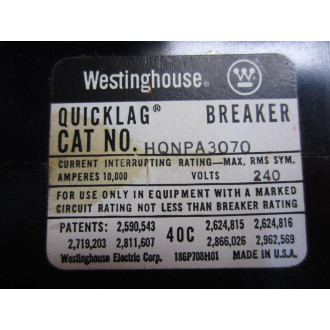 Westinghouse®
QUICKLAG® BREAKER
CAT NO. HQNPA3070
CURRENT INTERRUPTING RATING—MAX. RMS SYM.
AMPERES 10,000 VOLTS 240
FOR USE ONLY IN EQUIPMENT WITH A MARKED
CIRCUIT RATING NOT LESS THAN BREAKER RATING
PATENTS: 2,590,543 40C 2,624,815 2,624,816
2,719,203 2,811,607 2,866,026 2,962,569
Westinghouse Electric Corp. 186P708H01 MADE IN U.S.A.